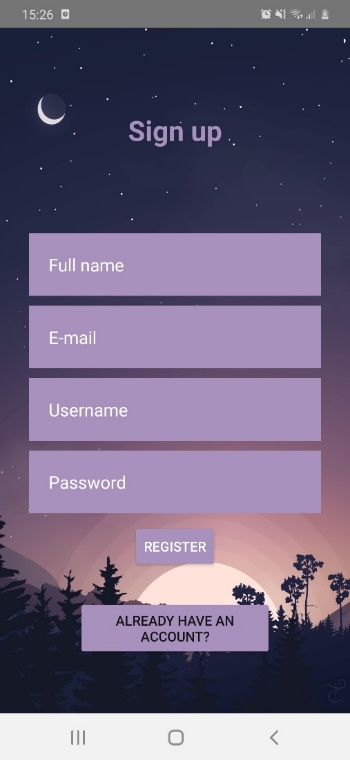 15:26
Sign up
Full name
E-mail
Username
Password
REGISTER
ALREADY HAVE AN
ACCOUNT?